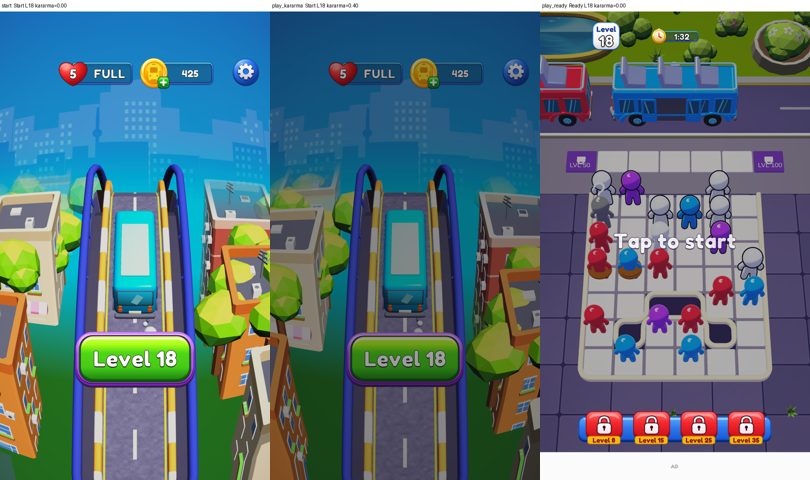 start Start L18 kararma=0.00
play_kararma Start L18 kararma=0.40
play_ready Ready L18 kararma=0.00
5 FULL
425
Level 18
5 FULL
425
Level 18
Level
18
1:32
LVL 50
LVL 100
Tap to start
Level 8
Level 15
Level 25
Level 35
AD